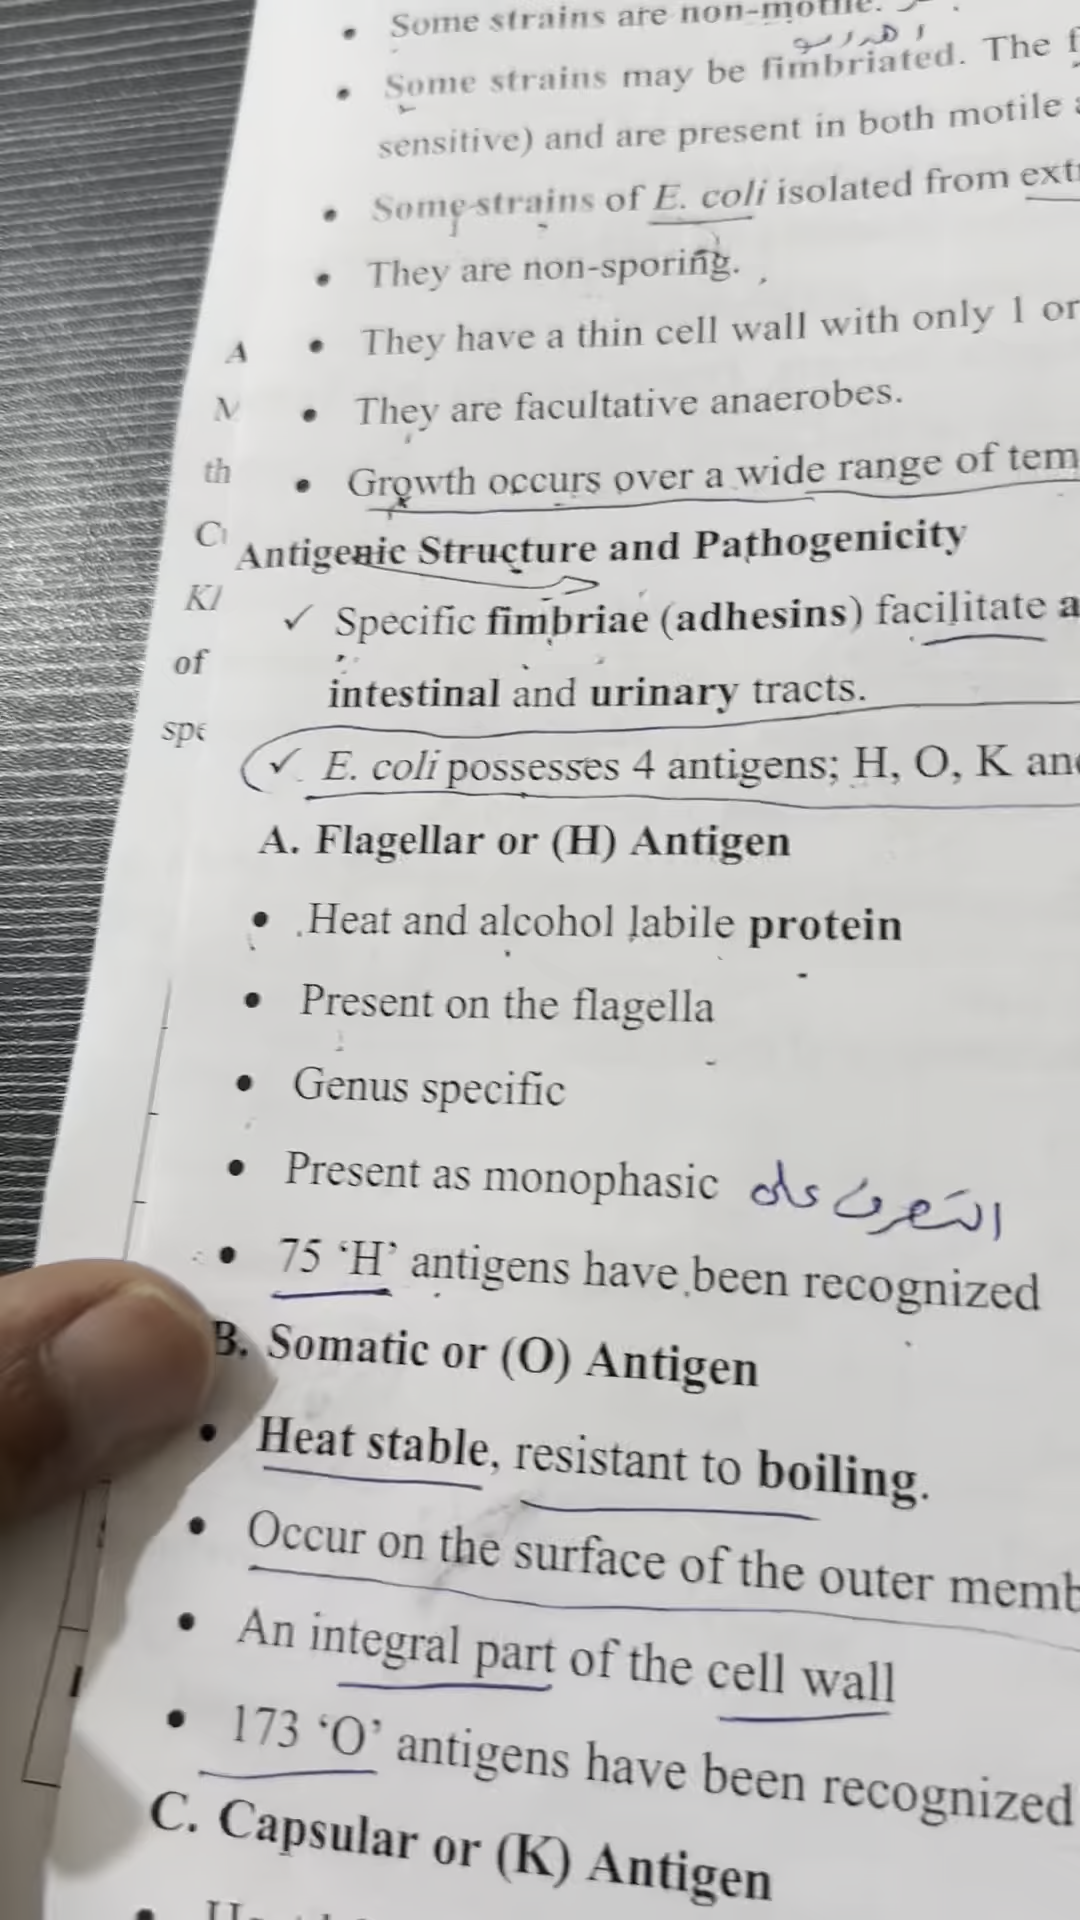 Some strains are non-motile.
اهداب
• Some strains may be fimbriated. The
sensitive) and are present in both motile
• Some strains of E. coli isolated from
• They are non-sporing.
• They have a thin cell wall with only 1 or
• They are facultative anaerobes.
• Growth occurs over a wide range of tem
Antigenic Structure and Pathogenicity
✓ Specific fimbriae (adhesins) facilitate a
intestinal and urinary tracts.
✓ E. coli possesses 4 antigens; H, O, K an
A. Flagellar or (H) Antigen
• Heat and alcohol labile protein
• Present on the flagella
• Genus specific
• Present as monophasic التعرف على
• 75 ‘H’ antigens have been recognized
B. Somatic or (O) Antigen
• Heat stable, resistant to boiling.
• Occur on the surface of the outer memb
• An integral part of the cell wall
• 173 ‘O’ antigens have been recognized
C. Capsular or (K) Antigen
A
M
th
of